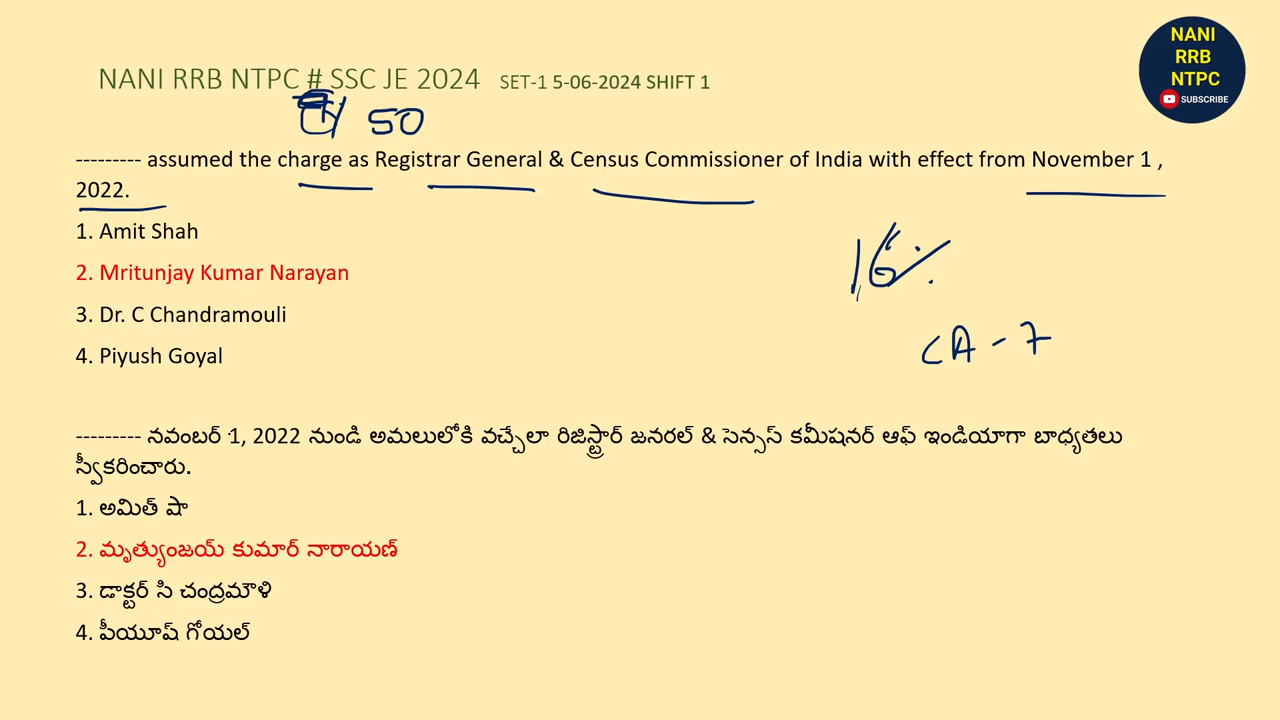 NANI RRB NTPC # SSC JE 2024 SET-1 5-06-2024 SHIFT 1
NANI
RRB
NTPC
SUBSCRIBE
50
--------- assumed the charge as Registrar General & Census Commissioner of India with effect from November 1 ,
2022.
1. Amit Shah
2. Mritunjay Kumar Narayan
3. Dr. C Chandramouli
4. Piyush Goyal
16%
CA - 7
--------- నవంబర్ 1, 2022 నుండి అమలులోకి వచ్చేలా రిజిస్ట్రార్ జనరల్ & సెన్సస్ కమీషనర్ ఆఫ్ ఇండియాగా బాధ్యతలు
స్వీకరించారు.
1. అమిత్ షా
2. మృత్యుంజయ్ కుమార్ నారాయణ్
3. డాక్టర్ సి చంద్రమౌళి
4. పీయూష్ గోయల్